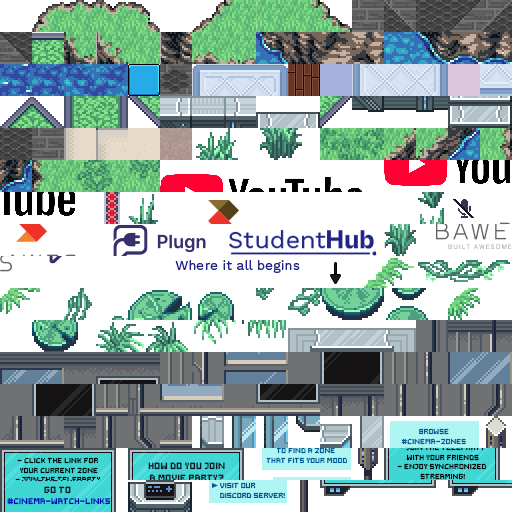 YouTube
You
Tube
BAWE
BUILT AWESOME
Plugn
StudentHub
Where it all begins
S
BROWSE
#CINEMA-ZONES
TO FIND A ZONE
THAT FITS YOUR MOOD
- CLICK THE LINK FOR
YOUR CURRENT ZONE
GO TO
#CINEMA-WATCH-LINKS
HOW DO YOU JOIN
A MOVIE PARTY?
▶ VISIT OUR
DISCORD SERVER!
WITH YOUR FRIENDS
- ENJOY SYNCHRONIZED
STREAMING!